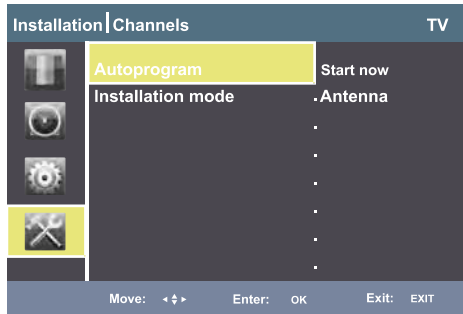 Installation Channels TV
Autoprogram Start now
Installation mode Antenna
Move: Enter: OK Exit: EXIT